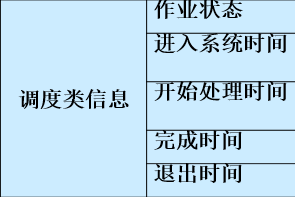 作业状态
进入系统时间
调度类信息
开始处理时间
完成时间
退出时间